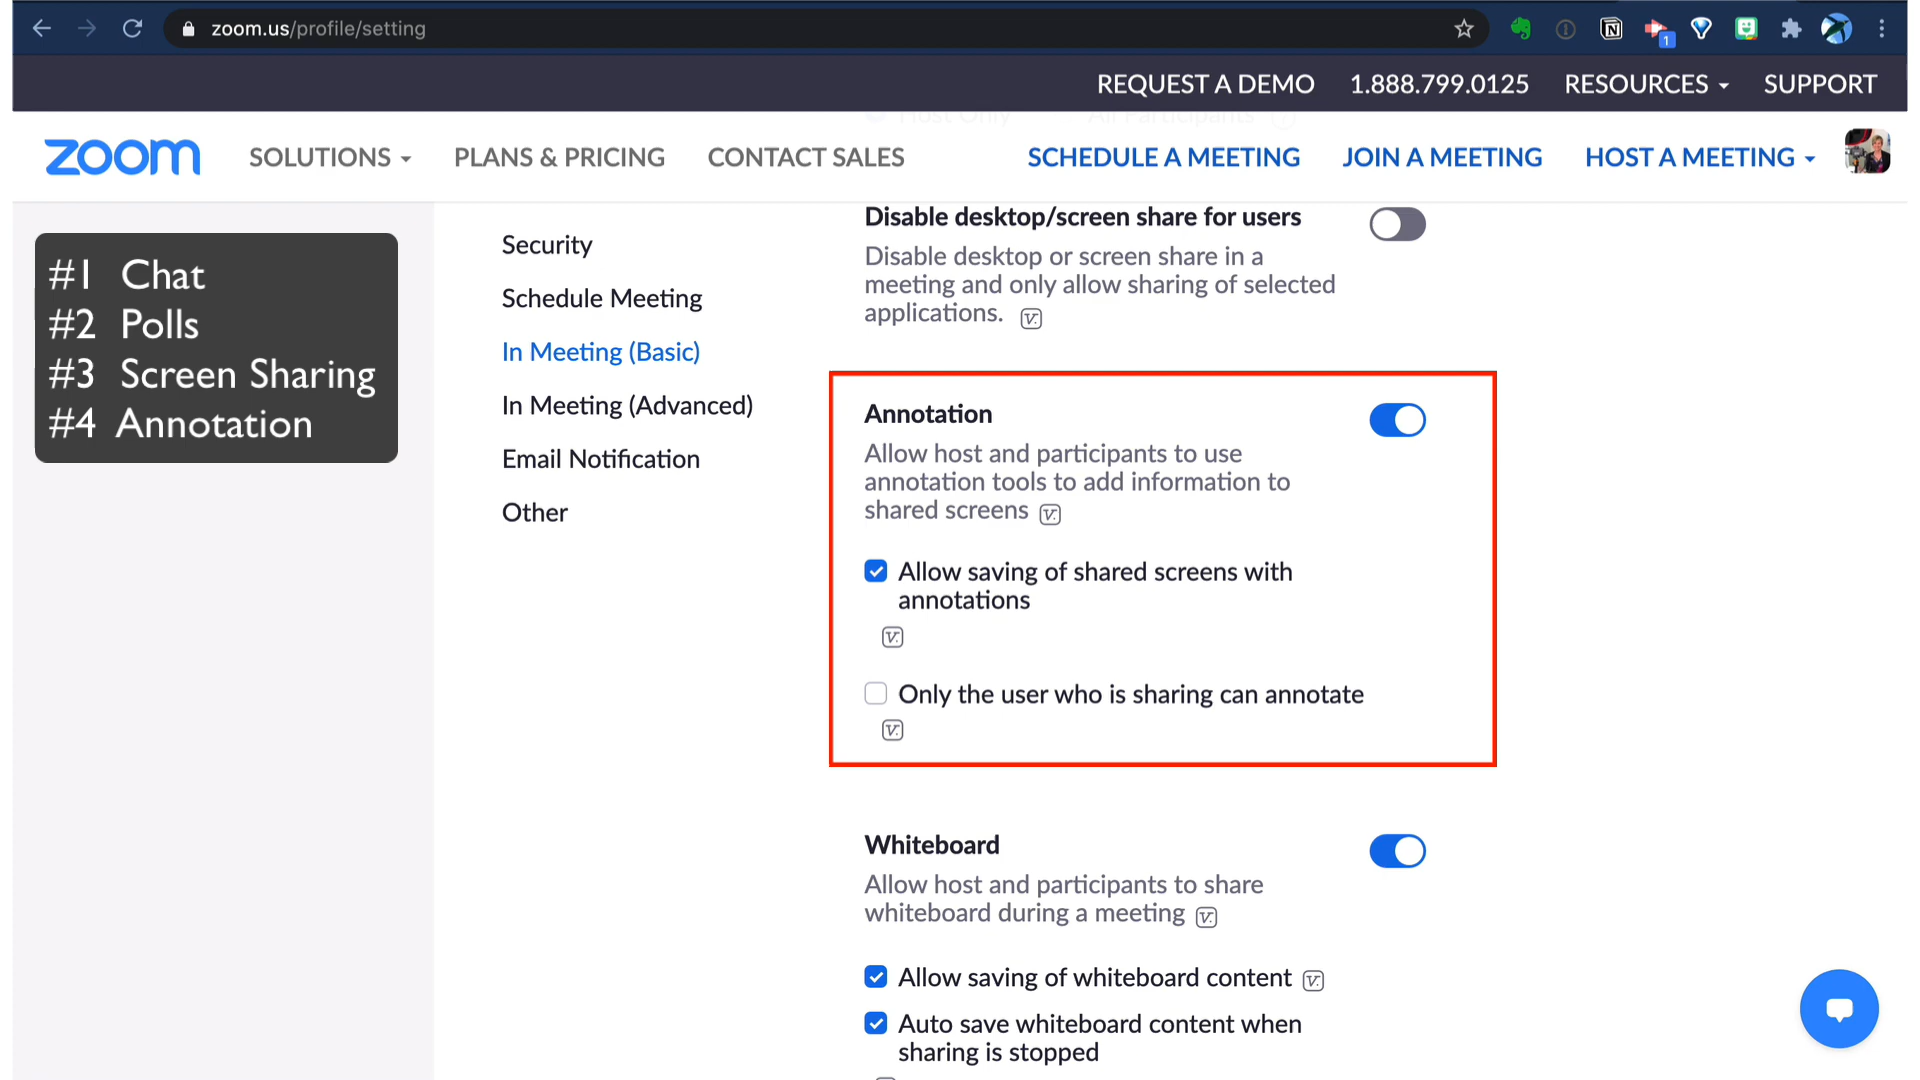 zoom.us/profile/setting
1
REQUEST A DEMO 1.888.799.0125 RESOURCES SUPPORT
Host Only All Participants
zoom SOLUTIONS PLANS & PRICING CONTACT SALES SCHEDULE A MEETING JOIN A MEETING HOST A MEETING
#1 Chat
#2 Polls
#3 Screen Sharing
#4 Annotation
Security
Schedule Meeting
In Meeting (Basic)
In Meeting (Advanced)
Email Notification
Other
Disable desktop/screen share for users
Disable desktop or screen share in a
meeting and only allow sharing of selected
applications.
Annotation
Allow host and participants to use
annotation tools to add information to
shared screens
Allow saving of shared screens with
annotations
Only the user who is sharing can annotate
Whiteboard
Allow host and participants to share
whiteboard during a meeting
Allow saving of whiteboard content
Auto save whiteboard content when
sharing is stopped